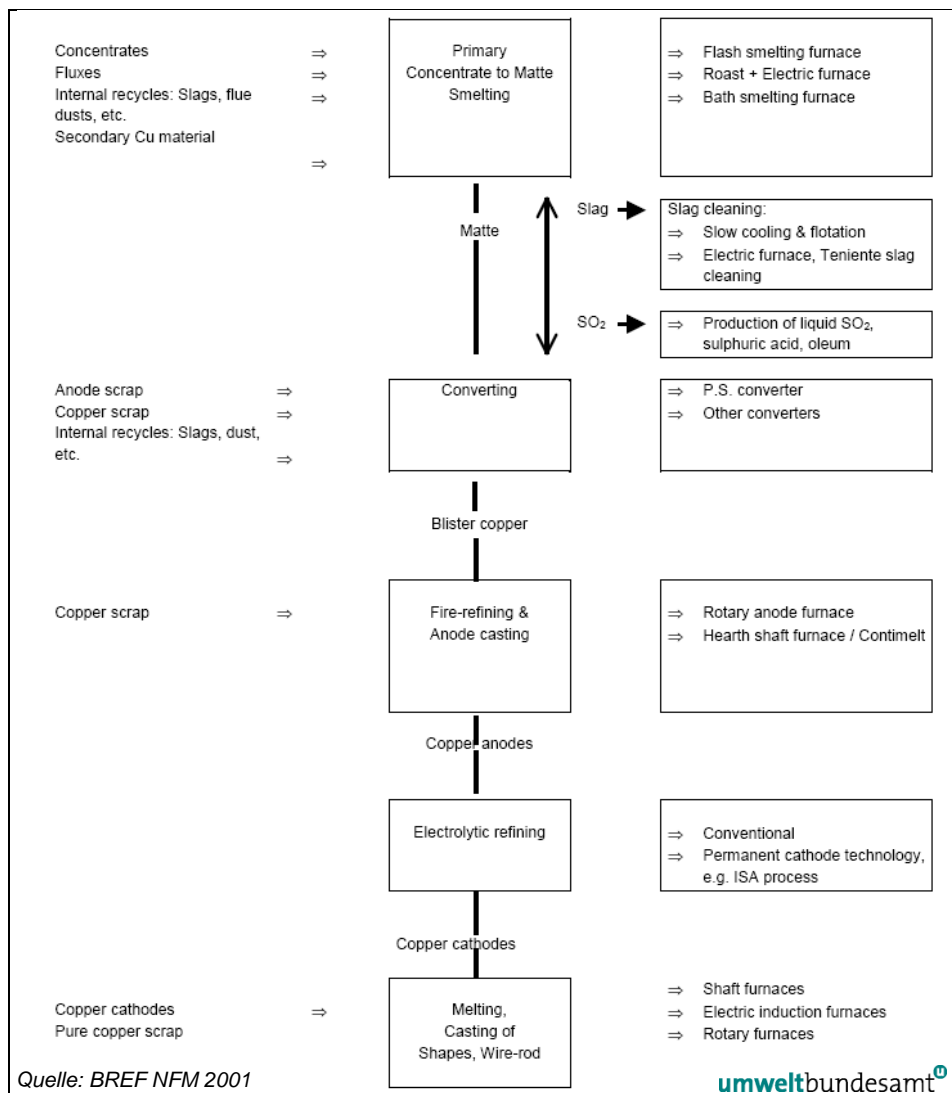 Concentrates ⇒
Fluxes ⇒
Internal recycles: Slags, flue ⇒
dusts, etc.
Secondary Cu material
⇒
Primary
Concentrate to Matte
Smelting
⇒ Flash smelting furnace
⇒ Roast + Electric furnace
⇒ Bath smelting furnace
Matte
Slag
Slag cleaning:
⇒ Slow cooling & flotation
⇒ Electric furnace, Teniente slag
cleaning
SO₂
⇒ Production of liquid SO₂,
sulphuric acid, oleum
Anode scrap ⇒
Copper scrap ⇒
Internal recycles: Slags, dust,
etc. ⇒
Converting
⇒ P.S. converter
⇒ Other converters
Blister copper
Copper scrap ⇒
Fire-refining &
Anode casting
⇒ Rotary anode furnace
⇒ Hearth shaft furnace / Contimelt
Copper anodes
Electrolytic refining
⇒ Conventional
⇒ Permanent cathode technology,
e.g. ISA process
Copper cathodes
Copper cathodes ⇒
Pure copper scrap
Melting,
Casting of
Shapes, Wire-rod
⇒ Shaft furnaces
⇒ Electric induction furnaces
⇒ Rotary furnaces
Quelle: BREF NFM 2001
umweltbundesamt